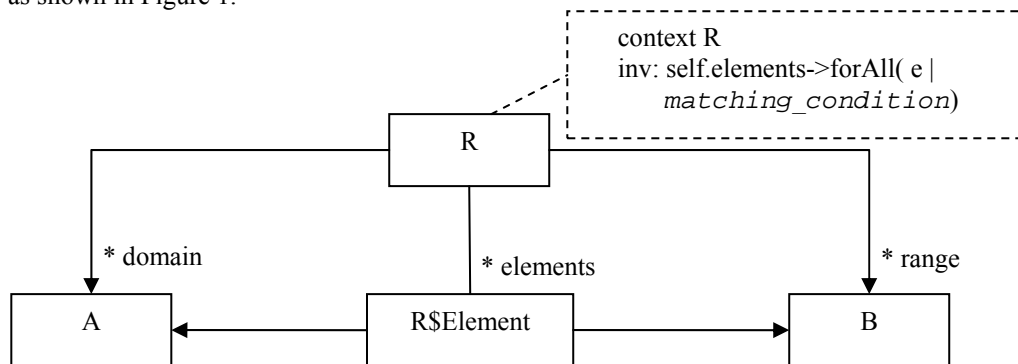 as shown in Figure 1.
context R
inv: self.elements->forAll( e |
matching_condition)
R
* domain
* elements
* range
A
R$Element
B